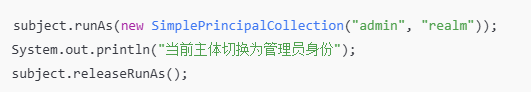 subject.runAs(new SimplePrincipalCollection("admin", "realm"));
System.out.println("当前主体切换为管理员身份");
subject.releaseRunAs();